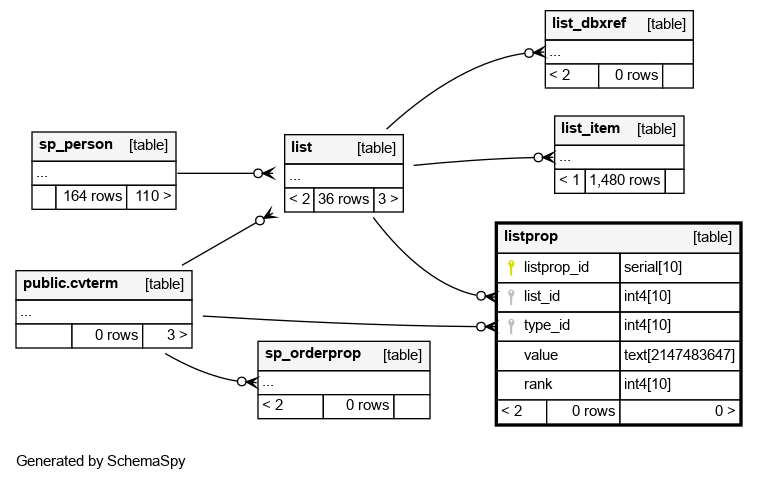 list_dbxref [table]
...
< 2 0 rows
sp_person [table]
...
164 rows 110 >
list [table]
...
< 2 36 rows 3 >
list_item [table]
...
< 1 1,480 rows
listprop [table]
listprop_id serial[10]
list_id int4[10]
type_id int4[10]
value text[2147483647]
rank int4[10]
< 2 0 rows 0 >
public.cvterm [table]
...
0 rows 3 >
sp_orderprop [table]
...
< 2 0 rows
Generated by SchemaSpy